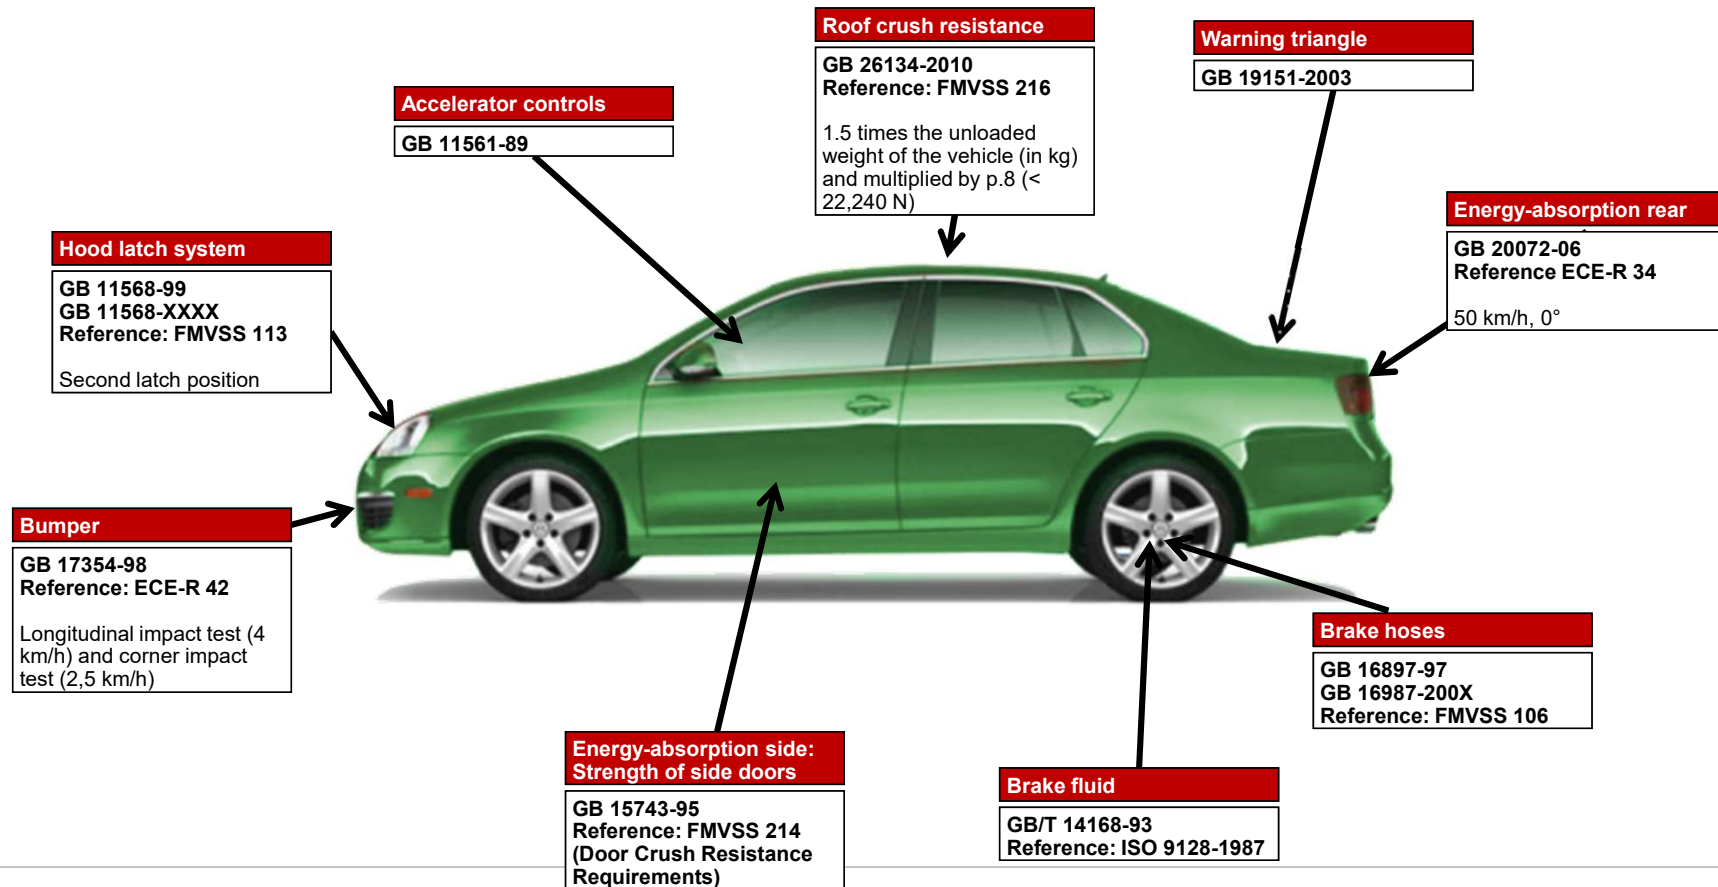 Roof crush resistance
GB 26134-2010
Reference: FMVSS 216
1.5 times the unloaded
weight of the vehicle (in kg)
and multiplied by p.8 (<
22,240 N)
Warning triangle
GB 19151-2003
Accelerator controls
GB 11561-89
Energy-absorption rear
GB 20072-06
Reference ECE-R 34
50 km/h, 0°
Hood latch system
GB 11568-99
GB 11568-XXXX
Reference: FMVSS 113
Second latch position
Bumper
GB 17354-98
Reference: ECE-R 42
Longitudinal impact test (4
km/h) and corner impact
test (2,5 km/h)
Brake hoses
GB 16897-97
GB 16987-200X
Reference: FMVSS 106
Energy-absorption side:
Strength of side doors
GB 15743-95
Reference: FMVSS 214
(Door Crush Resistance
Requirements)
Brake fluid
GB/T 14168-93
Reference: ISO 9128-1987